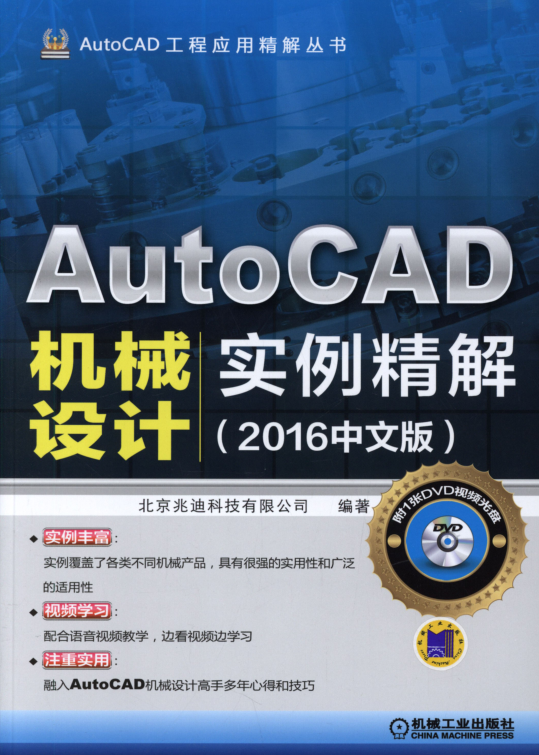 AutoCAD 工程应用精解丛书
AutoCAD
机械设计
实例精解
（2016中文版）
北京兆迪科技有限公司 编著
附1张DVD视频光盘
DVD
◆ 实例丰富：
实例覆盖了各类不同机械产品，具有很强的实用性和广泛
的适用性
◆ 视频学习：
配合语音视频教学，边看视频边学习
◆ 注重实用：
融入AutoCAD机械设计高手多年心得和技巧
机械工业出版社
CHINA MACHINE PRESS